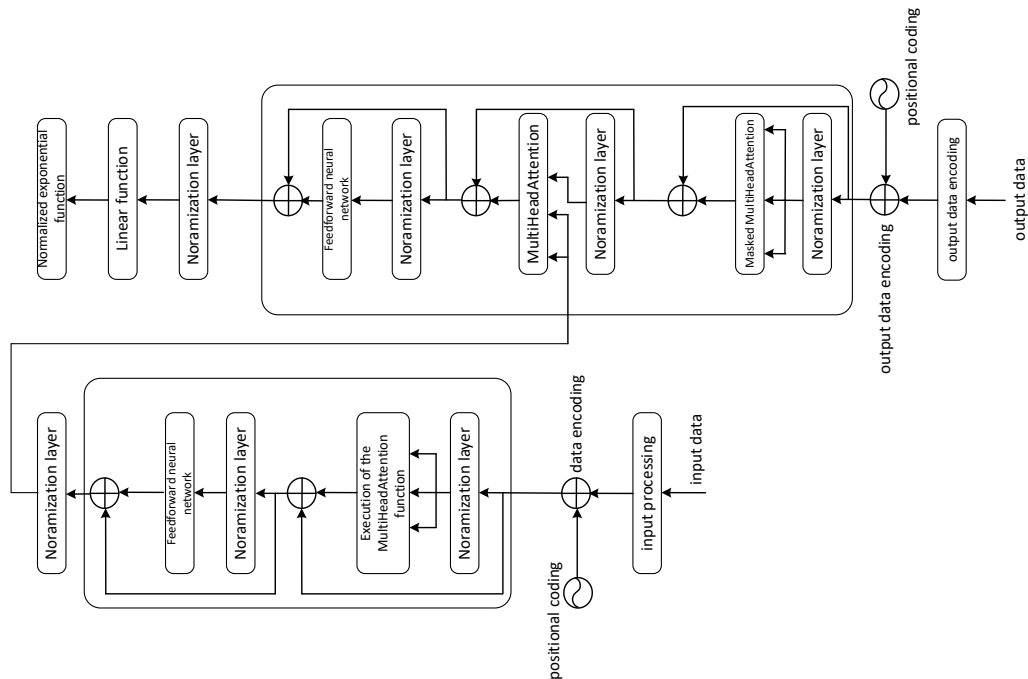 Normalized exponential
function
Linear function
Noramization layer
Feedforward neural
network
Noramization layer
MultiHeadAttention
Noramization layer
Masked MultiHeadAttention
Noramization layer
positional coding
output data encoding
output data encoding
output data
Noramization layer
Feedforward neural
network
Noramization layer
Execution of the
MultiHeadAttention
function
Noramization layer
data encoding
positional coding
input processing
input data